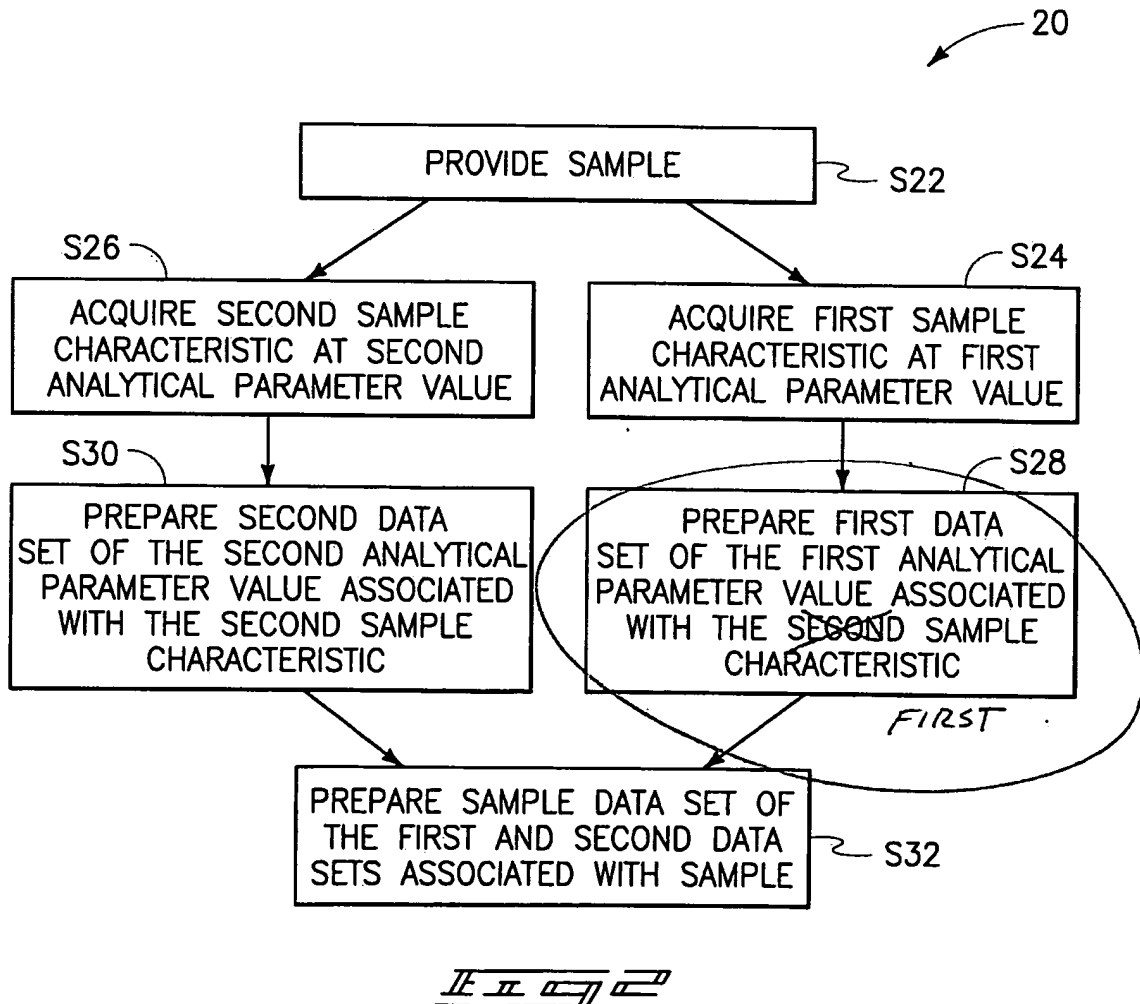 20
PROVIDE SAMPLE
S22
S26
S24
ACQUIRE SECOND SAMPLE
CHARACTERISTIC AT SECOND
ANALYTICAL PARAMETER VALUE
ACQUIRE FIRST SAMPLE
CHARACTERISTIC AT FIRST
ANALYTICAL PARAMETER VALUE
S30
S28
PREPARE SECOND DATA
SET OF THE SECOND ANALYTICAL
PARAMETER VALUE ASSOCIATED
WITH THE SECOND SAMPLE
CHARACTERISTIC
PREPARE FIRST DATA
SET OF THE FIRST ANALYTICAL
PARAMETER VALUE ASSOCIATED
WITH THE SECOND SAMPLE
CHARACTERISTIC
FIRST
PREPARE SAMPLE DATA SET OF
THE FIRST AND SECOND DATA
SETS ASSOCIATED WITH SAMPLE
S32
FIG 2